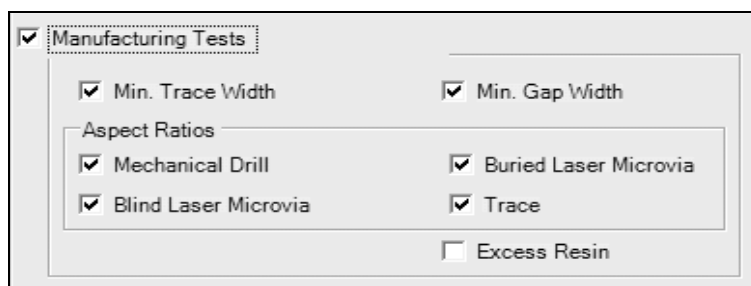 Manufacturing Tests
Min. Trace Width Min. Gap Width
Aspect Ratios
Mechanical Drill Buried Laser Microvia
Blind Laser Microvia Trace
Excess Resin